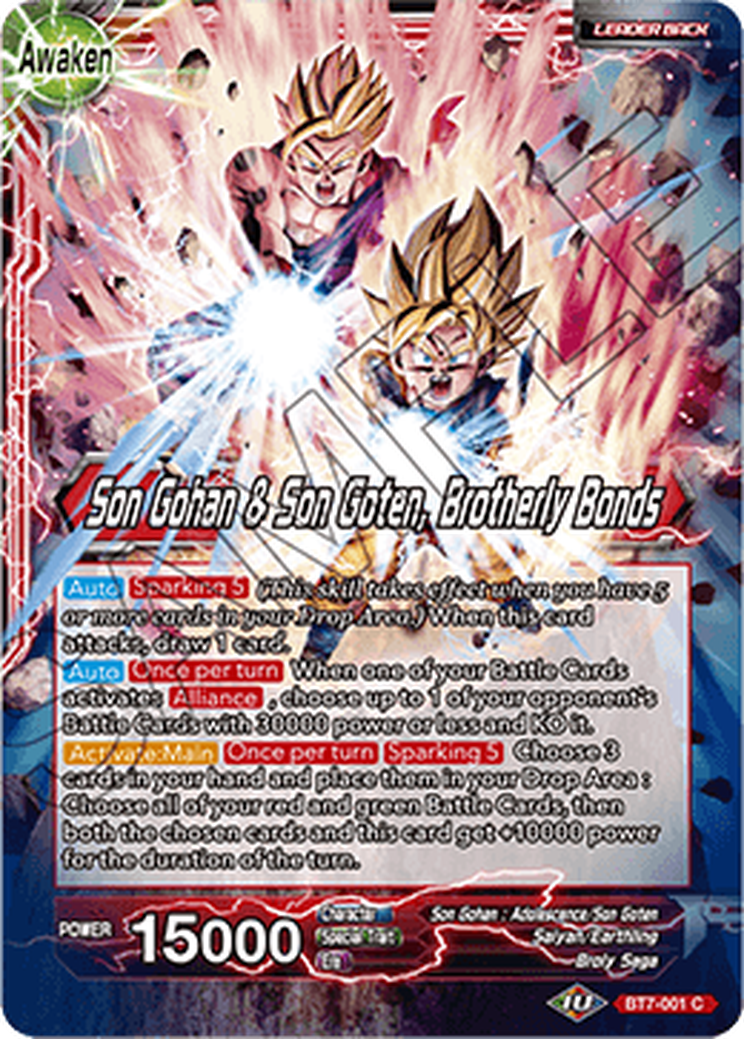 Awaken
LEADER BACK
Son Gohan & Son Goten, Brotherly Bonds
Auto Sparking 5 (This skill takes effect when you have 5
or more cards in your Drop Area.) When this card
attacks, draw 1 card.
Auto Once per turn When one of your Battle Cards
activates Alliance , choose up to 1 of your opponent's
Battle Cards with 30000 power or less and KO it.
Activate:Main Once per turn Sparking 5 Choose 3
cards in your hand and place them in your Drop Area :
Choose all of your red and green Battle Cards, then
both the chosen cards and this card get +10000 power
for the duration of the turn.
POWER 15000
Character Son Gohan : Adolescence/Son Goten
Special Trait Saiyan/Earthling
Era Broly Saga
IU BT7-001 C
SAMPLE